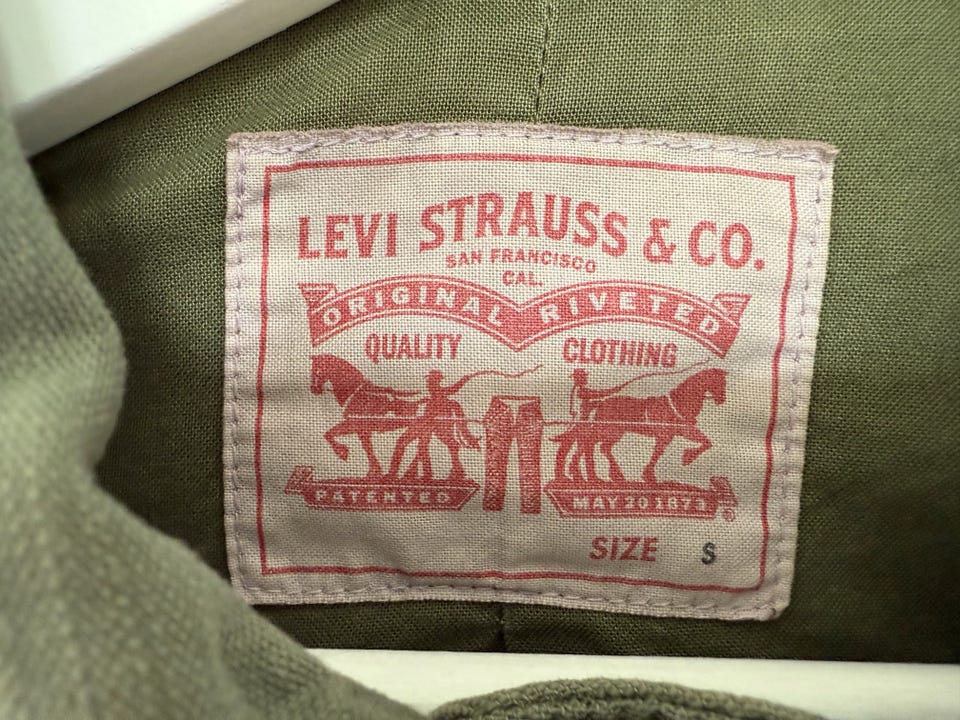 LEVI STRAUSS & CO.
SAN FRANCISCO
CAL.
ORIGINAL RIVETED
QUALITY CLOTHING
PATENTED MAY 20 1873
SIZE S